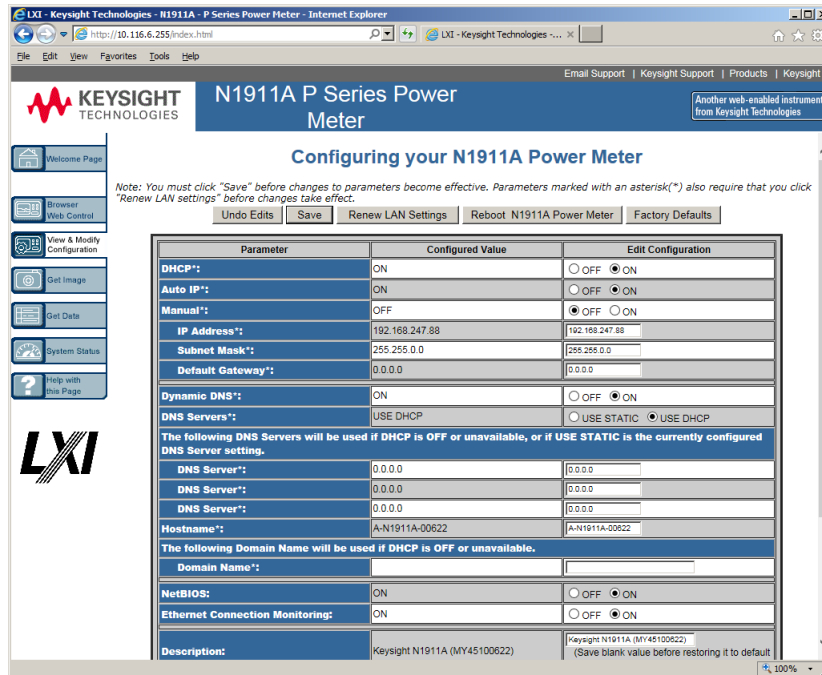 LXI - Keysight Technologies - N1911A - P Series Power Meter - Internet Explorer
http://10.116.6.255/index.html
LXI - Keysight Technologies -...
File Edit View Favorites Tools Help
Email Support | Keysight Support | Products | Keysight
KEYSIGHT
TECHNOLOGIES
N1911A P Series Power
Meter
Another web-enabled instrument
from Keysight Technologies
Welcome Page
Browser
Web Control
View & Modify
Configuration
Get Image
Get Data
System Status
Help with
this Page
LXI
Configuring your N1911A Power Meter
Note: You must click "Save" before changes to parameters become effective. Parameters marked with an asterisk(*) also require that you click
"Renew LAN settings" before changes take effect.
Undo Edits Save Renew LAN Settings Reboot N1911A Power Meter Factory Defaults
Parameter Configured Value Edit Configuration
DHCP*: ON OFF ON
Auto IP*: ON OFF ON
Manual*: OFF OFF ON
IP Address*: 192.168.247.88 192.168.247.88
Subnet Mask*: 255.255.0.0 255.255.0.0
Default Gateway*: 0.0.0.0 0.0.0.0
Dynamic DNS*: ON OFF ON
DNS Servers*: USE DHCP USE STATIC USE DHCP
The following DNS Servers will be used if DHCP is OFF or unavailable, or if USE STATIC is the currently configured
DNS Server setting.
DNS Server*: 0.0.0.0 0.0.0.0
DNS Server*: 0.0.0.0 0.0.0.0
DNS Server*: 0.0.0.0 0.0.0.0
Hostname*: A-N1911A-00622 A-N1911A-00622
The following Domain Name will be used if DHCP is OFF or unavailable.
Domain Name*:
NetBIOS: ON OFF ON
Ethernet Connection Monitoring: ON OFF ON
Description: Keysight N1911A (MY45100622) Keysight N1911A (MY45100622)
(Save blank value before restoring it to default
100%